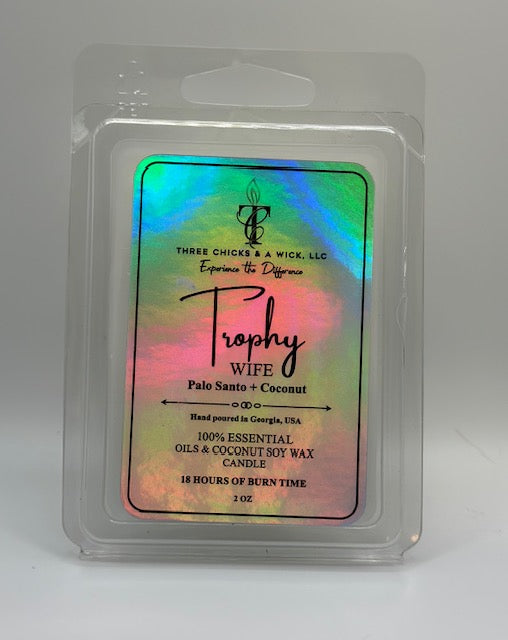 THREE CHICKS & A WICK, LLC
Experience the Difference
Trophy
WIFE
Palo Santo + Coconut
Hand poured in Georgia, USA
100% ESSENTIAL
OILS & COCONUT SOY WAX
CANDLE
18 HOURS OF BURN TIME
2 OZ